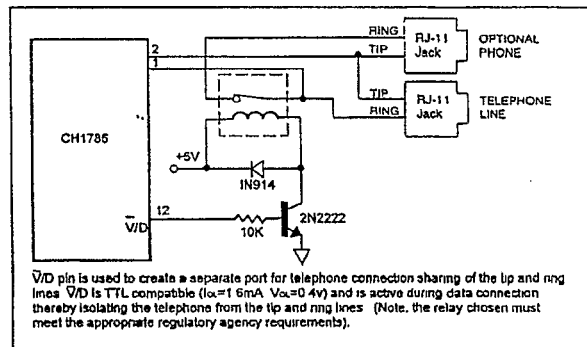 RING
RJ-11
Jack
OPTIONAL
PHONE
2
TIP
1
TIP
RJ-11
Jack
TELEPHONE
LINE
RING
CH1785
+5V
IN914
V̅/D
12
10K
2N2222
V̅/D pin is used to create a separate port for telephone connection sharing of the tip and ring
lines V̅/D is TTL compatible (IOL=1 6mA VOL=0 4v) and is active during data connection
thereby isolating the telephone from the tip and ring lines (Note, the relay chosen must
meet the appropriate regulatory agency requirements).